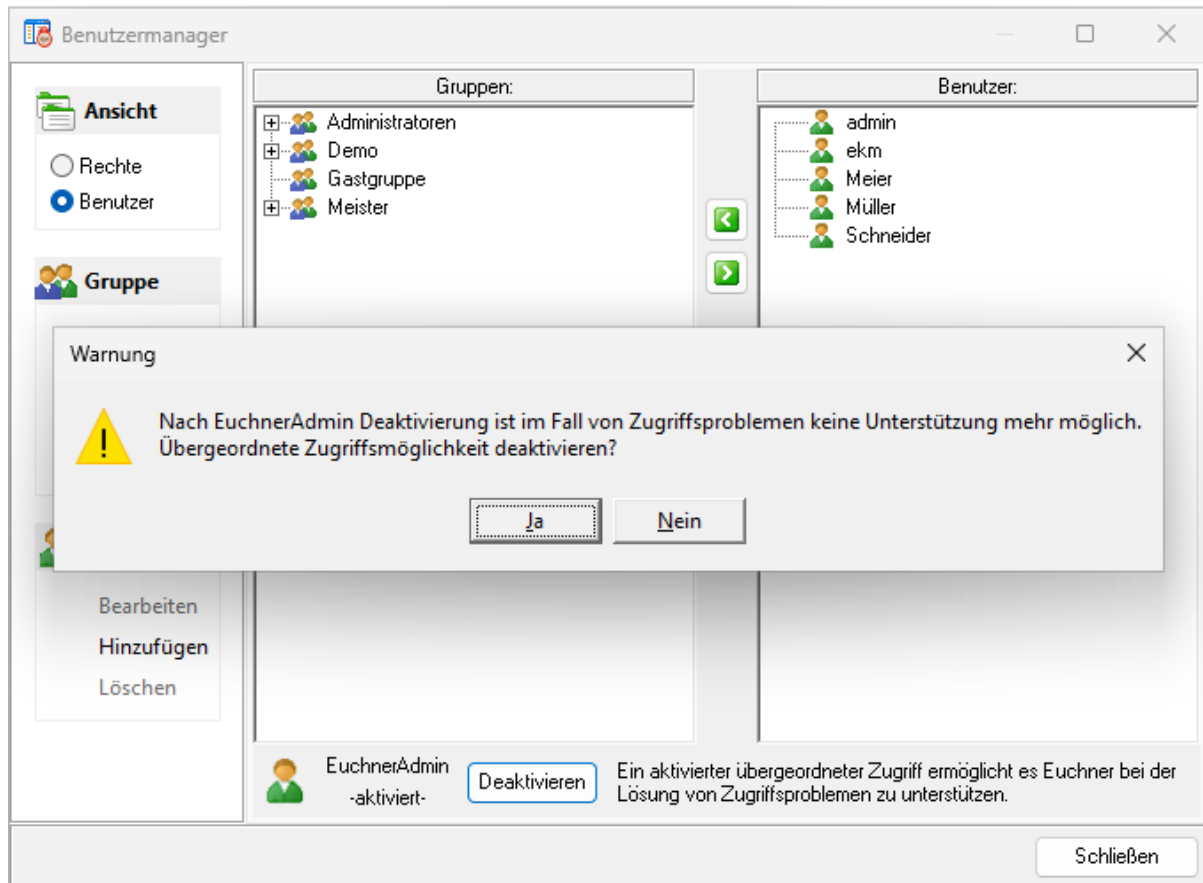 Benutzermanager
Ansicht
Rechte
Benutzer
Gruppe
Gruppen:
Administratoren
Demo
Gastgruppe
Meister
Benutzer:
admin
ekm
Meier
Müller
Schneider
Warnung
Nach EuchnerAdmin Deaktivierung ist im Fall von Zugriffsproblemen keine Unterstützung mehr möglich.
Übergeordnete Zugriffsmöglichkeit deaktivieren?
Ja
Nein
Bearbeiten
Hinzufügen
Löschen
EuchnerAdmin
-aktiviert-
Deaktivieren
Ein aktivierter übergeordneter Zugriff ermöglicht es Euchner bei der
Lösung von Zugriffsproblemen zu unterstützen.
Schließen